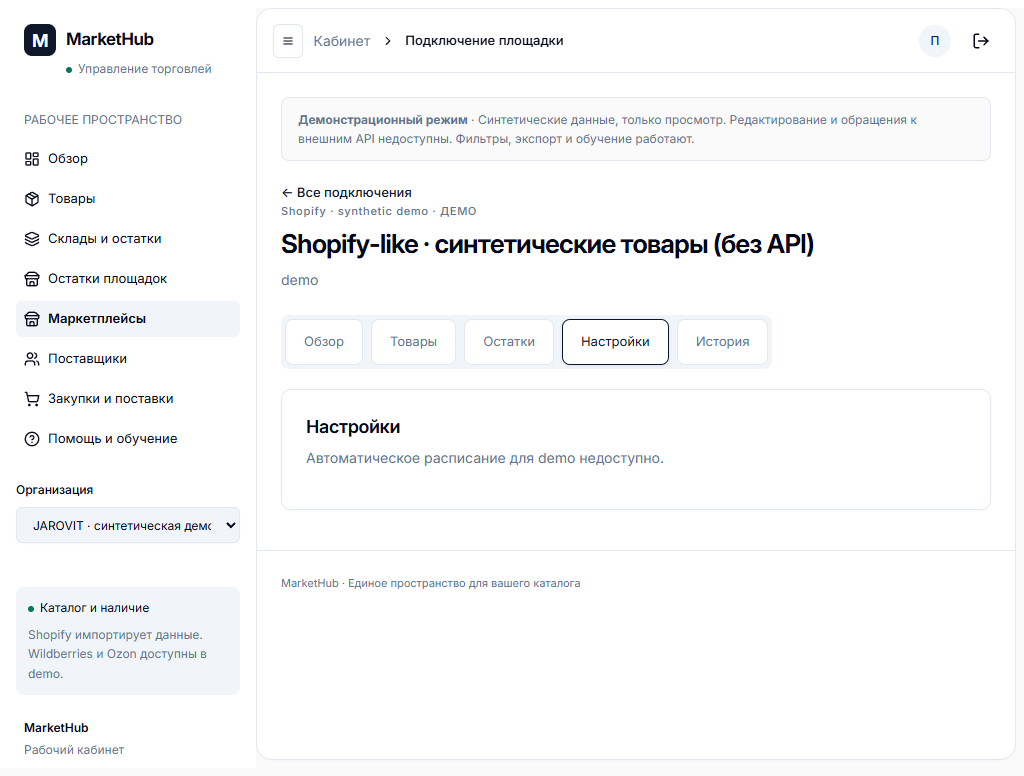 M MarketHub
Управление торговлей
РАБОЧЕЕ ПРОСТРАНСТВО
Обзор
Товары
Склады и остатки
Остатки площадок
Маркетплейсы
Поставщики
Закупки и поставки
Помощь и обучение
Организация
JAROVIT · синтетическая демо
Каталог и наличие
Shopify импортирует данные.
Wildberries и Ozon доступны в
demo.
MarketHub
Рабочий кабинет
Кабинет > Подключение площадки
П
Демонстрационный режим · Синтетические данные, только просмотр. Редактирование и обращения к
внешним API недоступны. Фильтры, экспорт и обучение работают.
← Все подключения
Shopify · synthetic demo · ДЕМО
Shopify-like · синтетические товары (без API)
demo
Обзор Товары Остатки Настройки История
Настройки
Автоматическое расписание для demo недоступно.
MarketHub · Единое пространство для вашего каталога